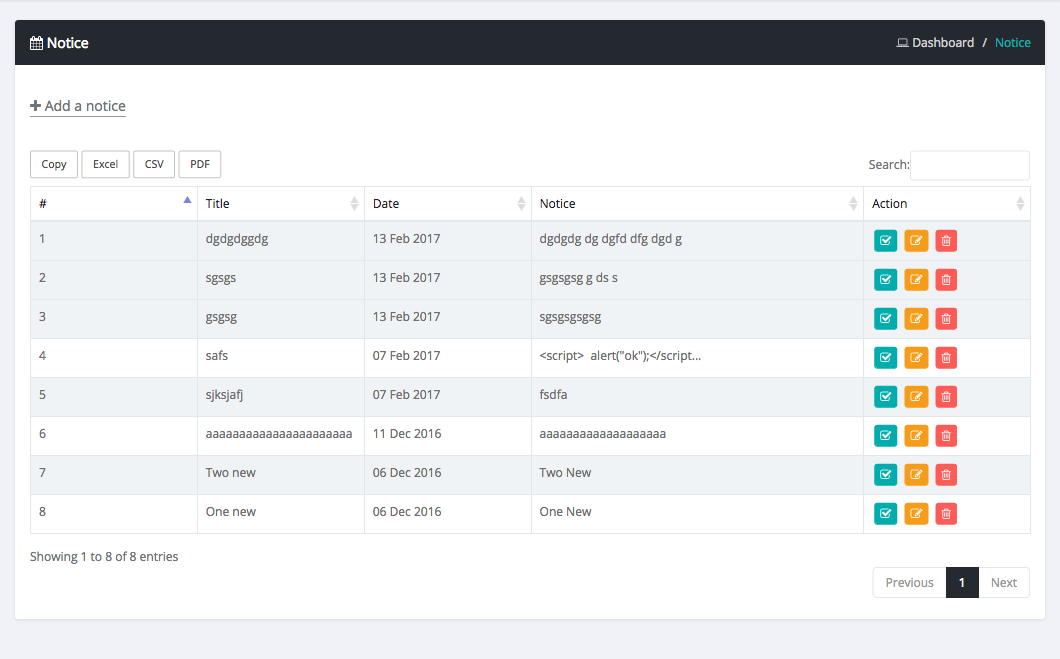 Notice
Dashboard / Notice
Add a notice
Copy Excel CSV PDF
Search:
# Title Date Notice Action
1 dgdgdggdg 13 Feb 2017 dgdgdg dg dgfd dfg dgd g
2 sgsgs 13 Feb 2017 gsgsgsg g ds s
3 gsgsg 13 Feb 2017 sgsgsgsgsg
4 safs 07 Feb 2017 <script> alert("ok");</script...
5 sjksjafj 07 Feb 2017 fsdfa
6 aaaaaaaaaaaaaaaaaaaaaa 11 Dec 2016 aaaaaaaaaaaaaaaaaaa
7 Two new 06 Dec 2016 Two New
8 One new 06 Dec 2016 One New
Showing 1 to 8 of 8 entries
Previous 1 Next